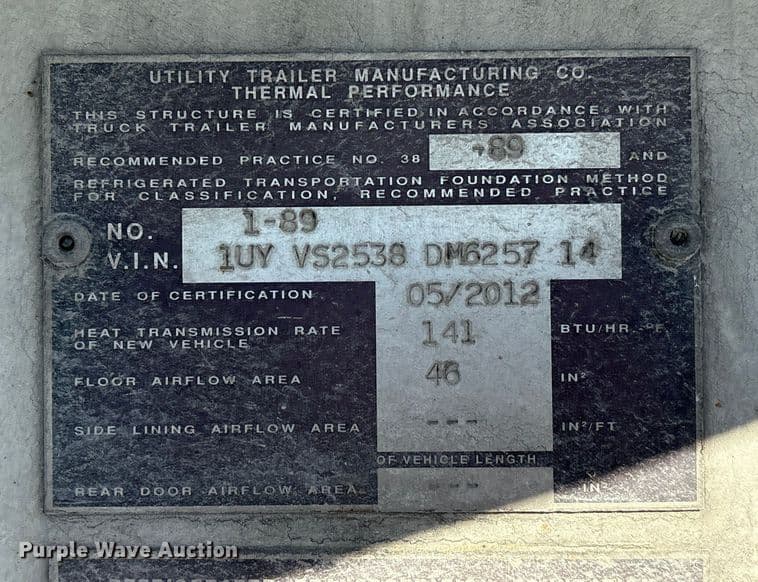 UTILITY TRAILER MANUFACTURING CO.
THERMAL PERFORMANCE
THIS STRUCTURE IS CERTIFIED IN ACCORDANCE WITH
TRUCK TRAILER MANUFACTURERS ASSOCIATION
RECOMMENDED PRACTICE NO. 38 -89 AND
REFRIGERATED TRANSPORTATION FOUNDATION METHOD
FOR CLASSIFICATION, RECOMMENDED PRACTICE
NO. 1-89
V.I.N. 1UY VS2538 DM6257 14
DATE OF CERTIFICATION 05/2012
HEAT TRANSMISSION RATE
OF NEW VEHICLE 141 BTU/HR.-°F.
FLOOR AIRFLOW AREA 46 IN²
SIDE LINING AIRFLOW AREA --- IN²/FT
OF VEHICLE LENGTH
REAR DOOR AIRFLOW AREA --- IN²
Purple Wave Auction